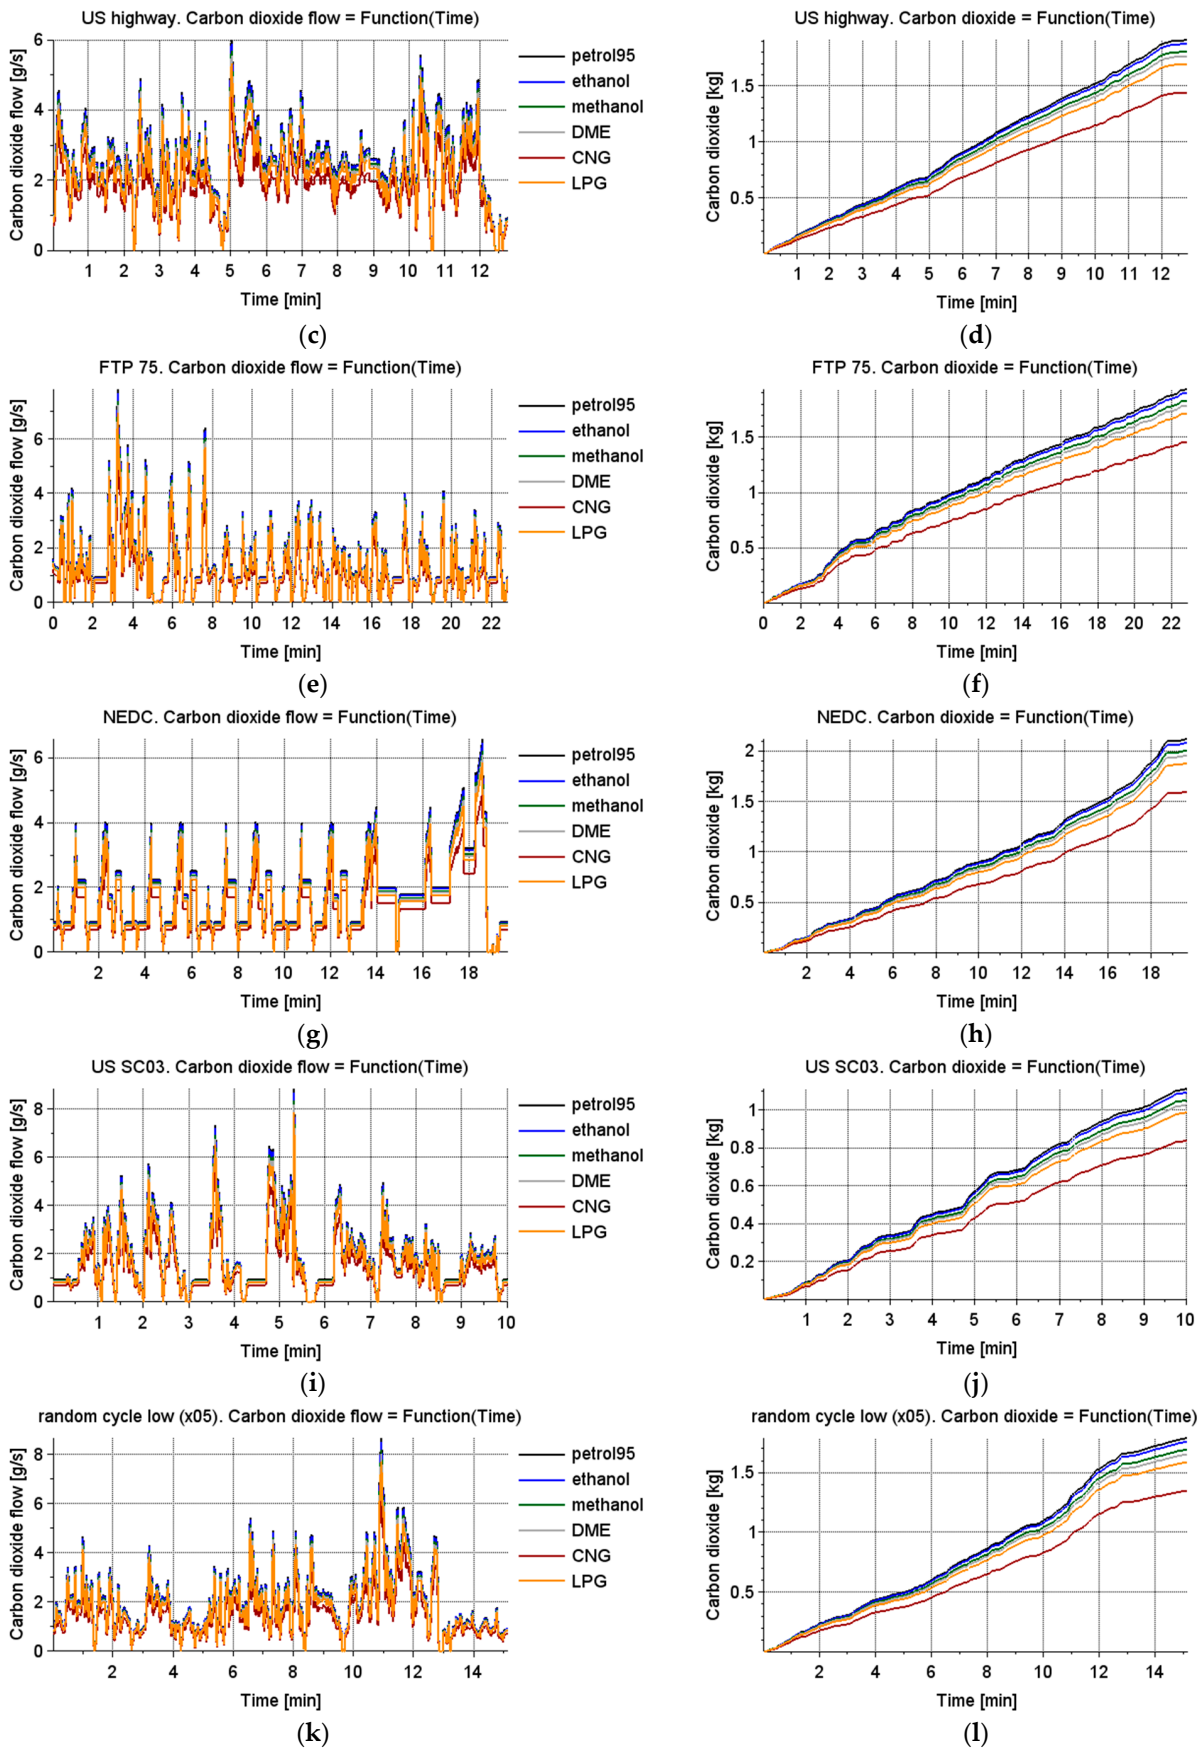 US highway. Carbon dioxide flow = Function(Time)
Carbon dioxide flow [g/s]
6
4
2
0
1 2 3 4 5 6 7 8 9 10 11 12
Time [min]
petrol95
ethanol
methanol
DME
CNG
LPG
(c)
US highway. Carbon dioxide = Function(Time)
Carbon dioxide [kg]
1.5
1
0.5
1 2 3 4 5 6 7 8 9 10 11 12
Time [min]
(d)
FTP 75. Carbon dioxide flow = Function(Time)
Carbon dioxide flow [g/s]
6
4
2
0
0 2 4 6 8 10 12 14 16 18 20 22
Time [min]
petrol95
ethanol
methanol
DME
CNG
LPG
(e)
FTP 75. Carbon dioxide = Function(Time)
Carbon dioxide [kg]
1.5
1
0.5
0 2 4 6 8 10 12 14 16 18 20 22
Time [min]
(f)
NEDC. Carbon dioxide flow = Function(Time)
Carbon dioxide flow [g/s]
6
4
2
0
2 4 6 8 10 12 14 16 18
Time [min]
petrol95
ethanol
methanol
DME
CNG
LPG
(g)
NEDC. Carbon dioxide = Function(Time)
Carbon dioxide [kg]
2
1.5
1
0.5
2 4 6 8 10 12 14 16 18
Time [min]
(h)
US SC03. Carbon dioxide flow = Function(Time)
Carbon dioxide flow [g/s]
8
6
4
2
0
1 2 3 4 5 6 7 8 9 10
Time [min]
petrol95
ethanol
methanol
DME
CNG
LPG
(i)
US SC03. Carbon dioxide = Function(Time)
Carbon dioxide [kg]
1
0.8
0.6
0.4
0.2
1 2 3 4 5 6 7 8 9 10
Time [min]
(j)
random cycle low (x05). Carbon dioxide flow = Function(Time)
Carbon dioxide flow [g/s]
8
6
4
2
0
2 4 6 8 10 12 14
Time [min]
petrol95
ethanol
methanol
DME
CNG
LPG
(k)
random cycle low (x05). Carbon dioxide = Function(Time)
Carbon dioxide [kg]
1.5
1
0.5
2 4 6 8 10 12 14
Time [min]
(l)